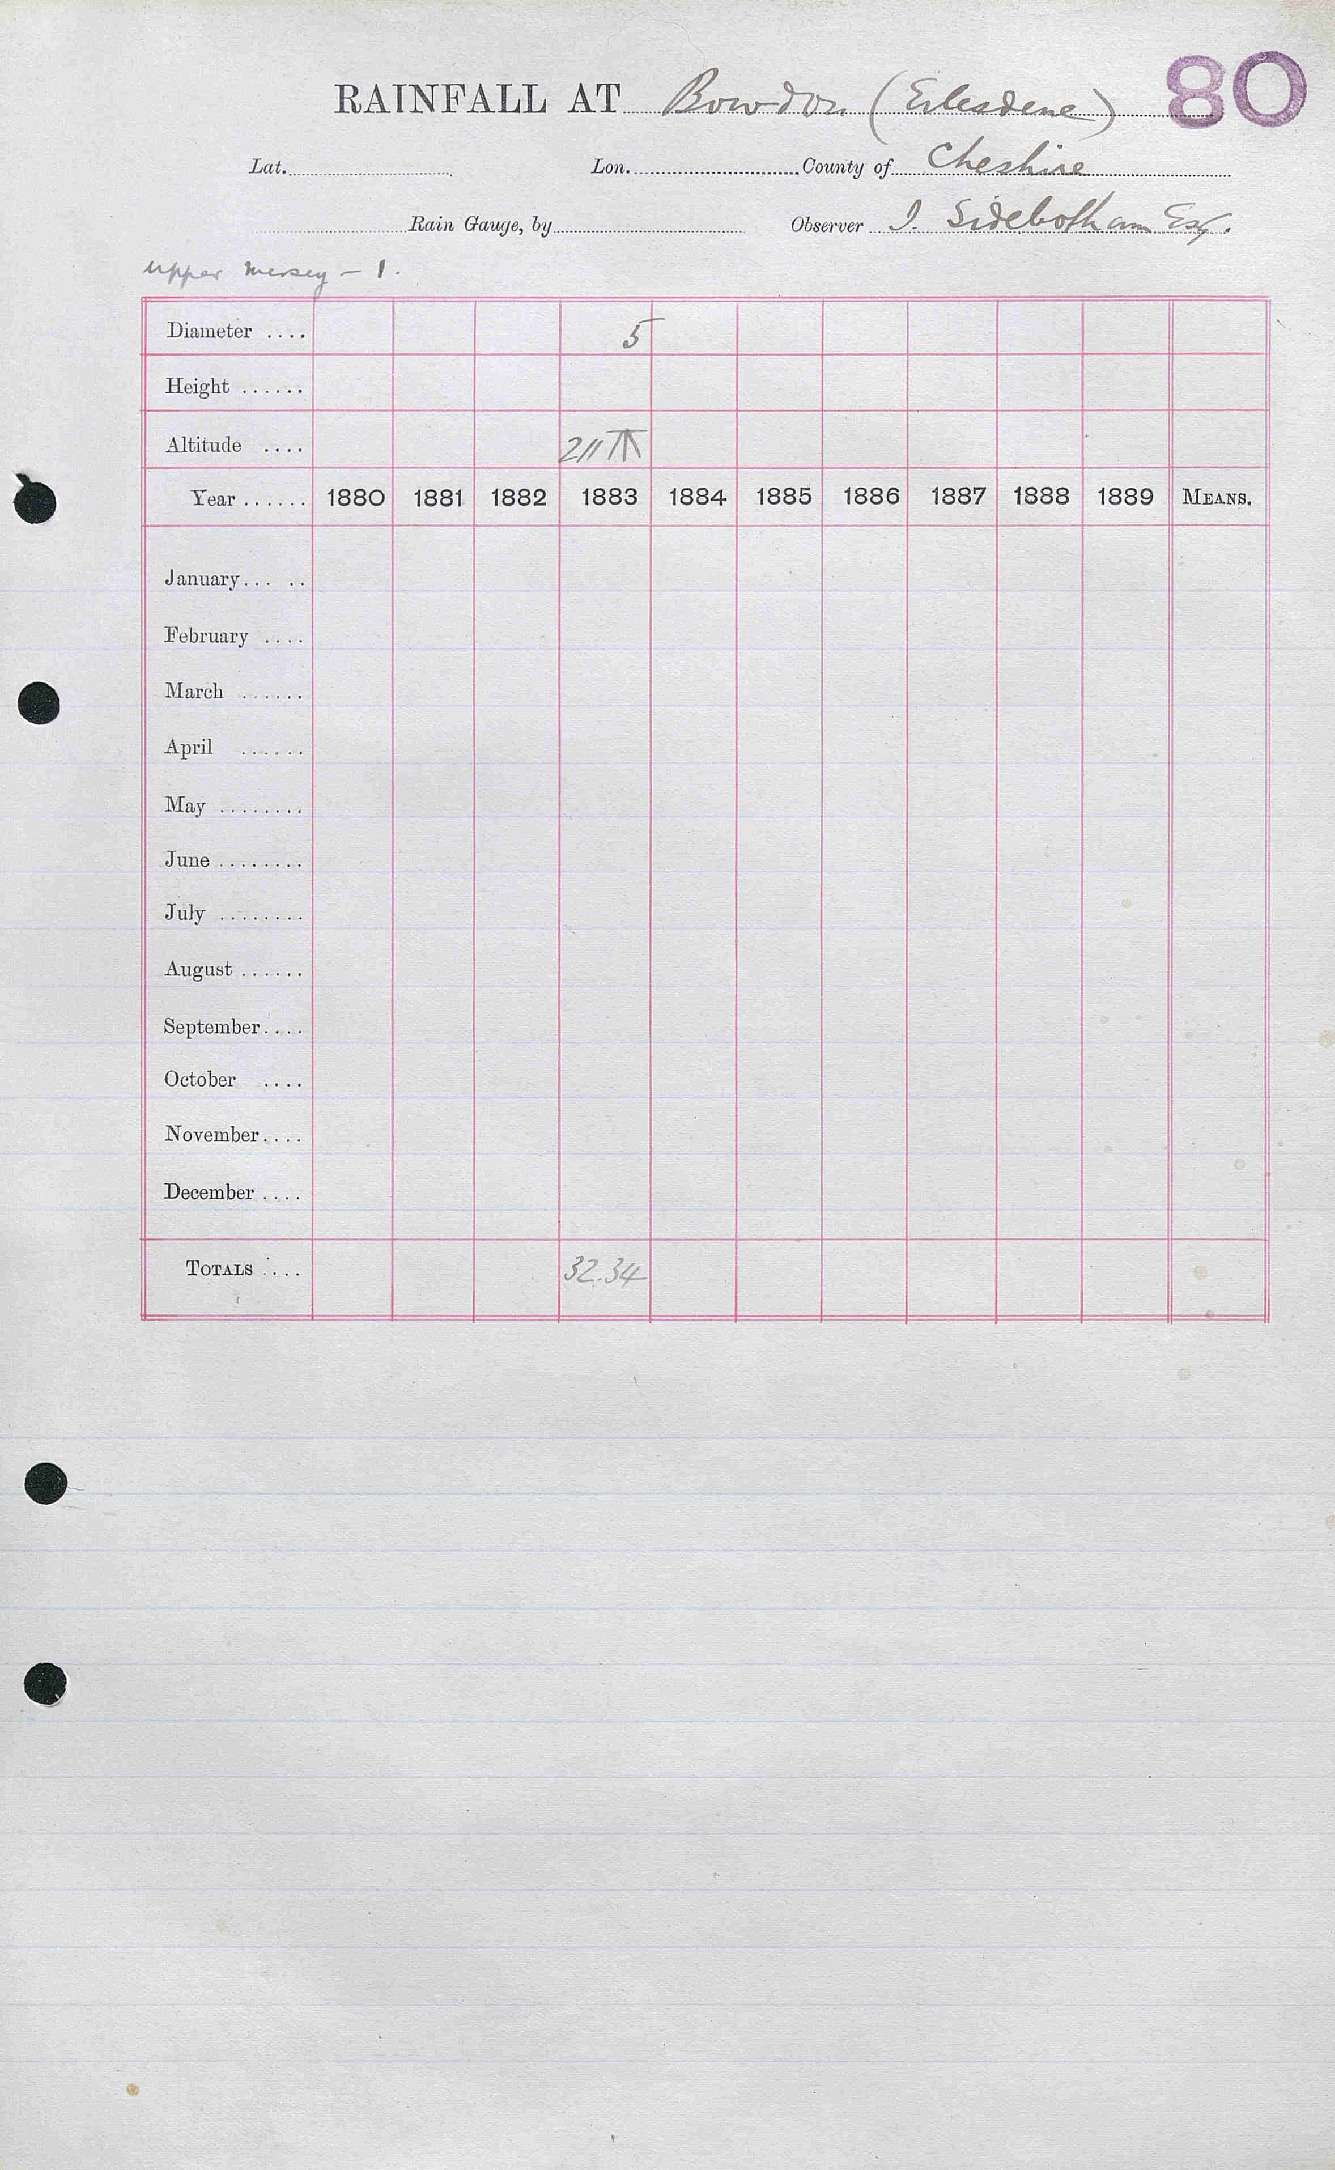 80
RAINFALL AT Bowdon (Erlesdene)
Lat. Lon. County of Cheshire
Rain Gauge, by Observer J. Sidebotham Esq.
Upper Mersey - 1.
Diameter .... 5
Height ......
Altitude .... 211
Year ...... 1880 1881 1882 1883 1884 1885 1886 1887 1888 1889 MEANS.
January... ..
February ....
March ......
April ......
May ........
June ........
July ........
August ......
September....
October ....
November....
December ....
TOTALS .... 32.34